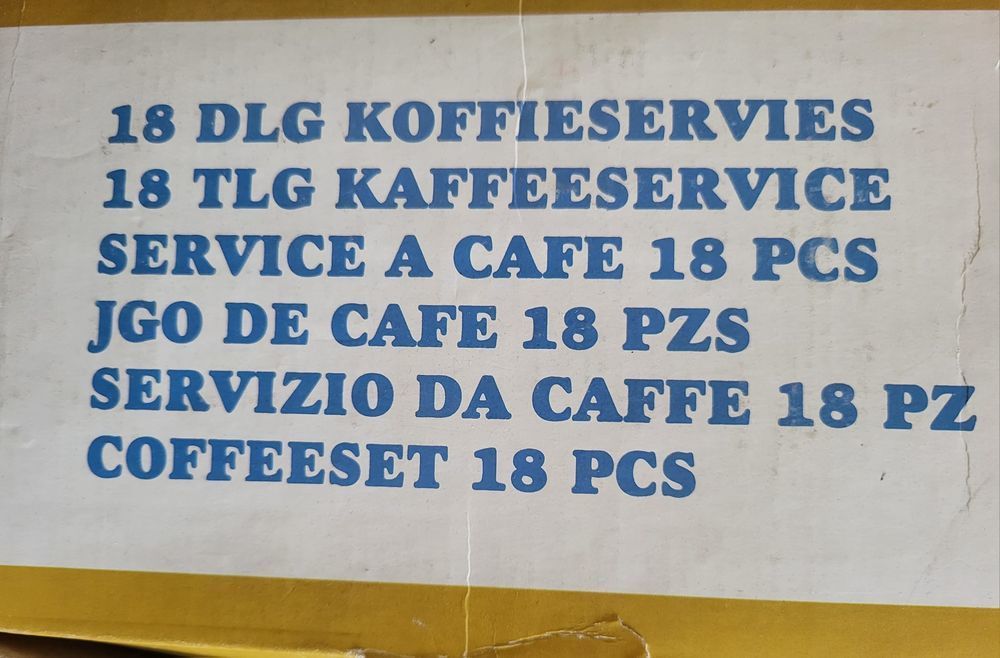 18 DLG KOFFIESERVIES
18 TLG KAFFEESERVICE
SERVICE A CAFE 18 PCS
JGO DE CAFE 18 PZS
SERVIZIO DA CAFFE 18 PZ
COFFEESET 18 PCS